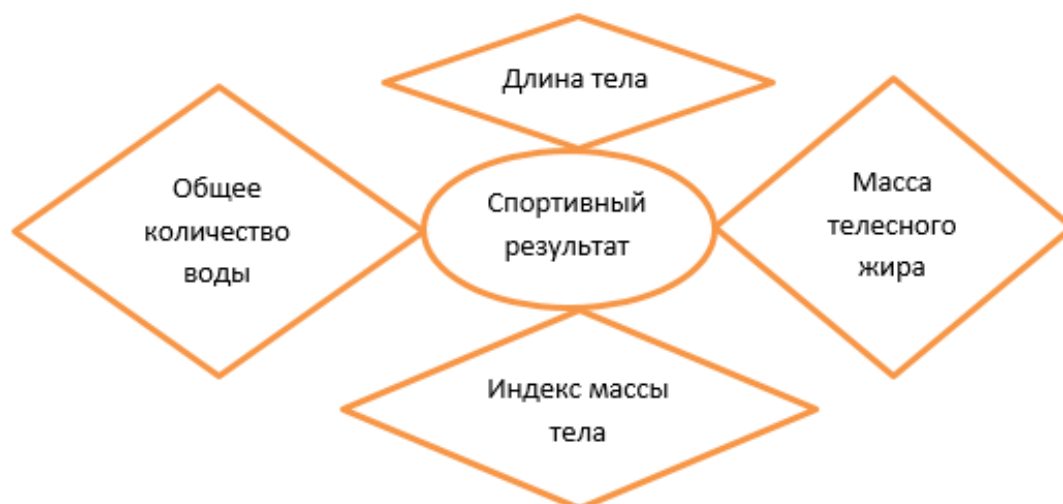 Длина тела
Общее
количество
воды
Спортивный
результат
Масса
телесного
жира
Индекс массы
тела